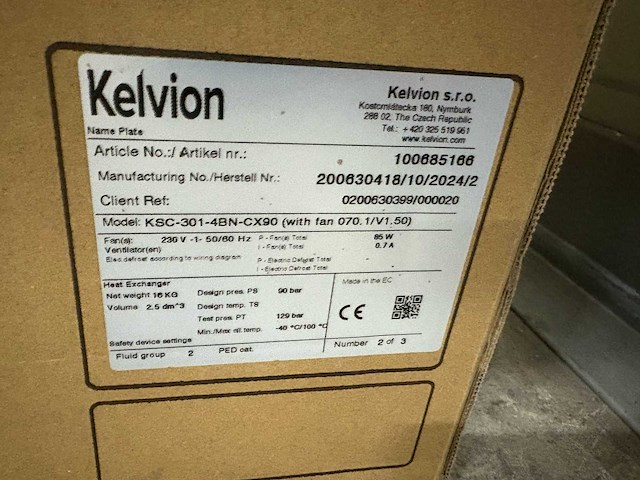 Kelvion
Kelvion s.r.o.
Kostomlátecka 180, Nymburk
288 02, The Czech Republic
Tel.: +420 325 519 951
www.kelvion.com
Name Plate
Article No.:/ Artikel nr.: 100685166
Manufacturing No./Herstell Nr.: 200630418/10/2024/2
Client Ref: 0200630399/000020
Model: KSC-301-4BN-CX90 (with fan 070.1/V1.50)
Fan(s): 230 V -1- 50/60 Hz P - Fan(s) Total 85 W
Ventilator(en) I - Fan(s) Total 0.7 A
Elec.defrost according to wiring diagram P - Electric Defrost Total
I - Electric Defrost Total
Heat Exchanger
Net weight 16 KG Design pres. PS 90 bar
Volume 2.5 dm^3 Design temp. TS
Test pres. PT 129 bar
Min./Max all. temp. -40 °C/100 °C
Safety device settings
Fluid group 2 PED cat.
Made in the EC
CE
Number 2 of 3